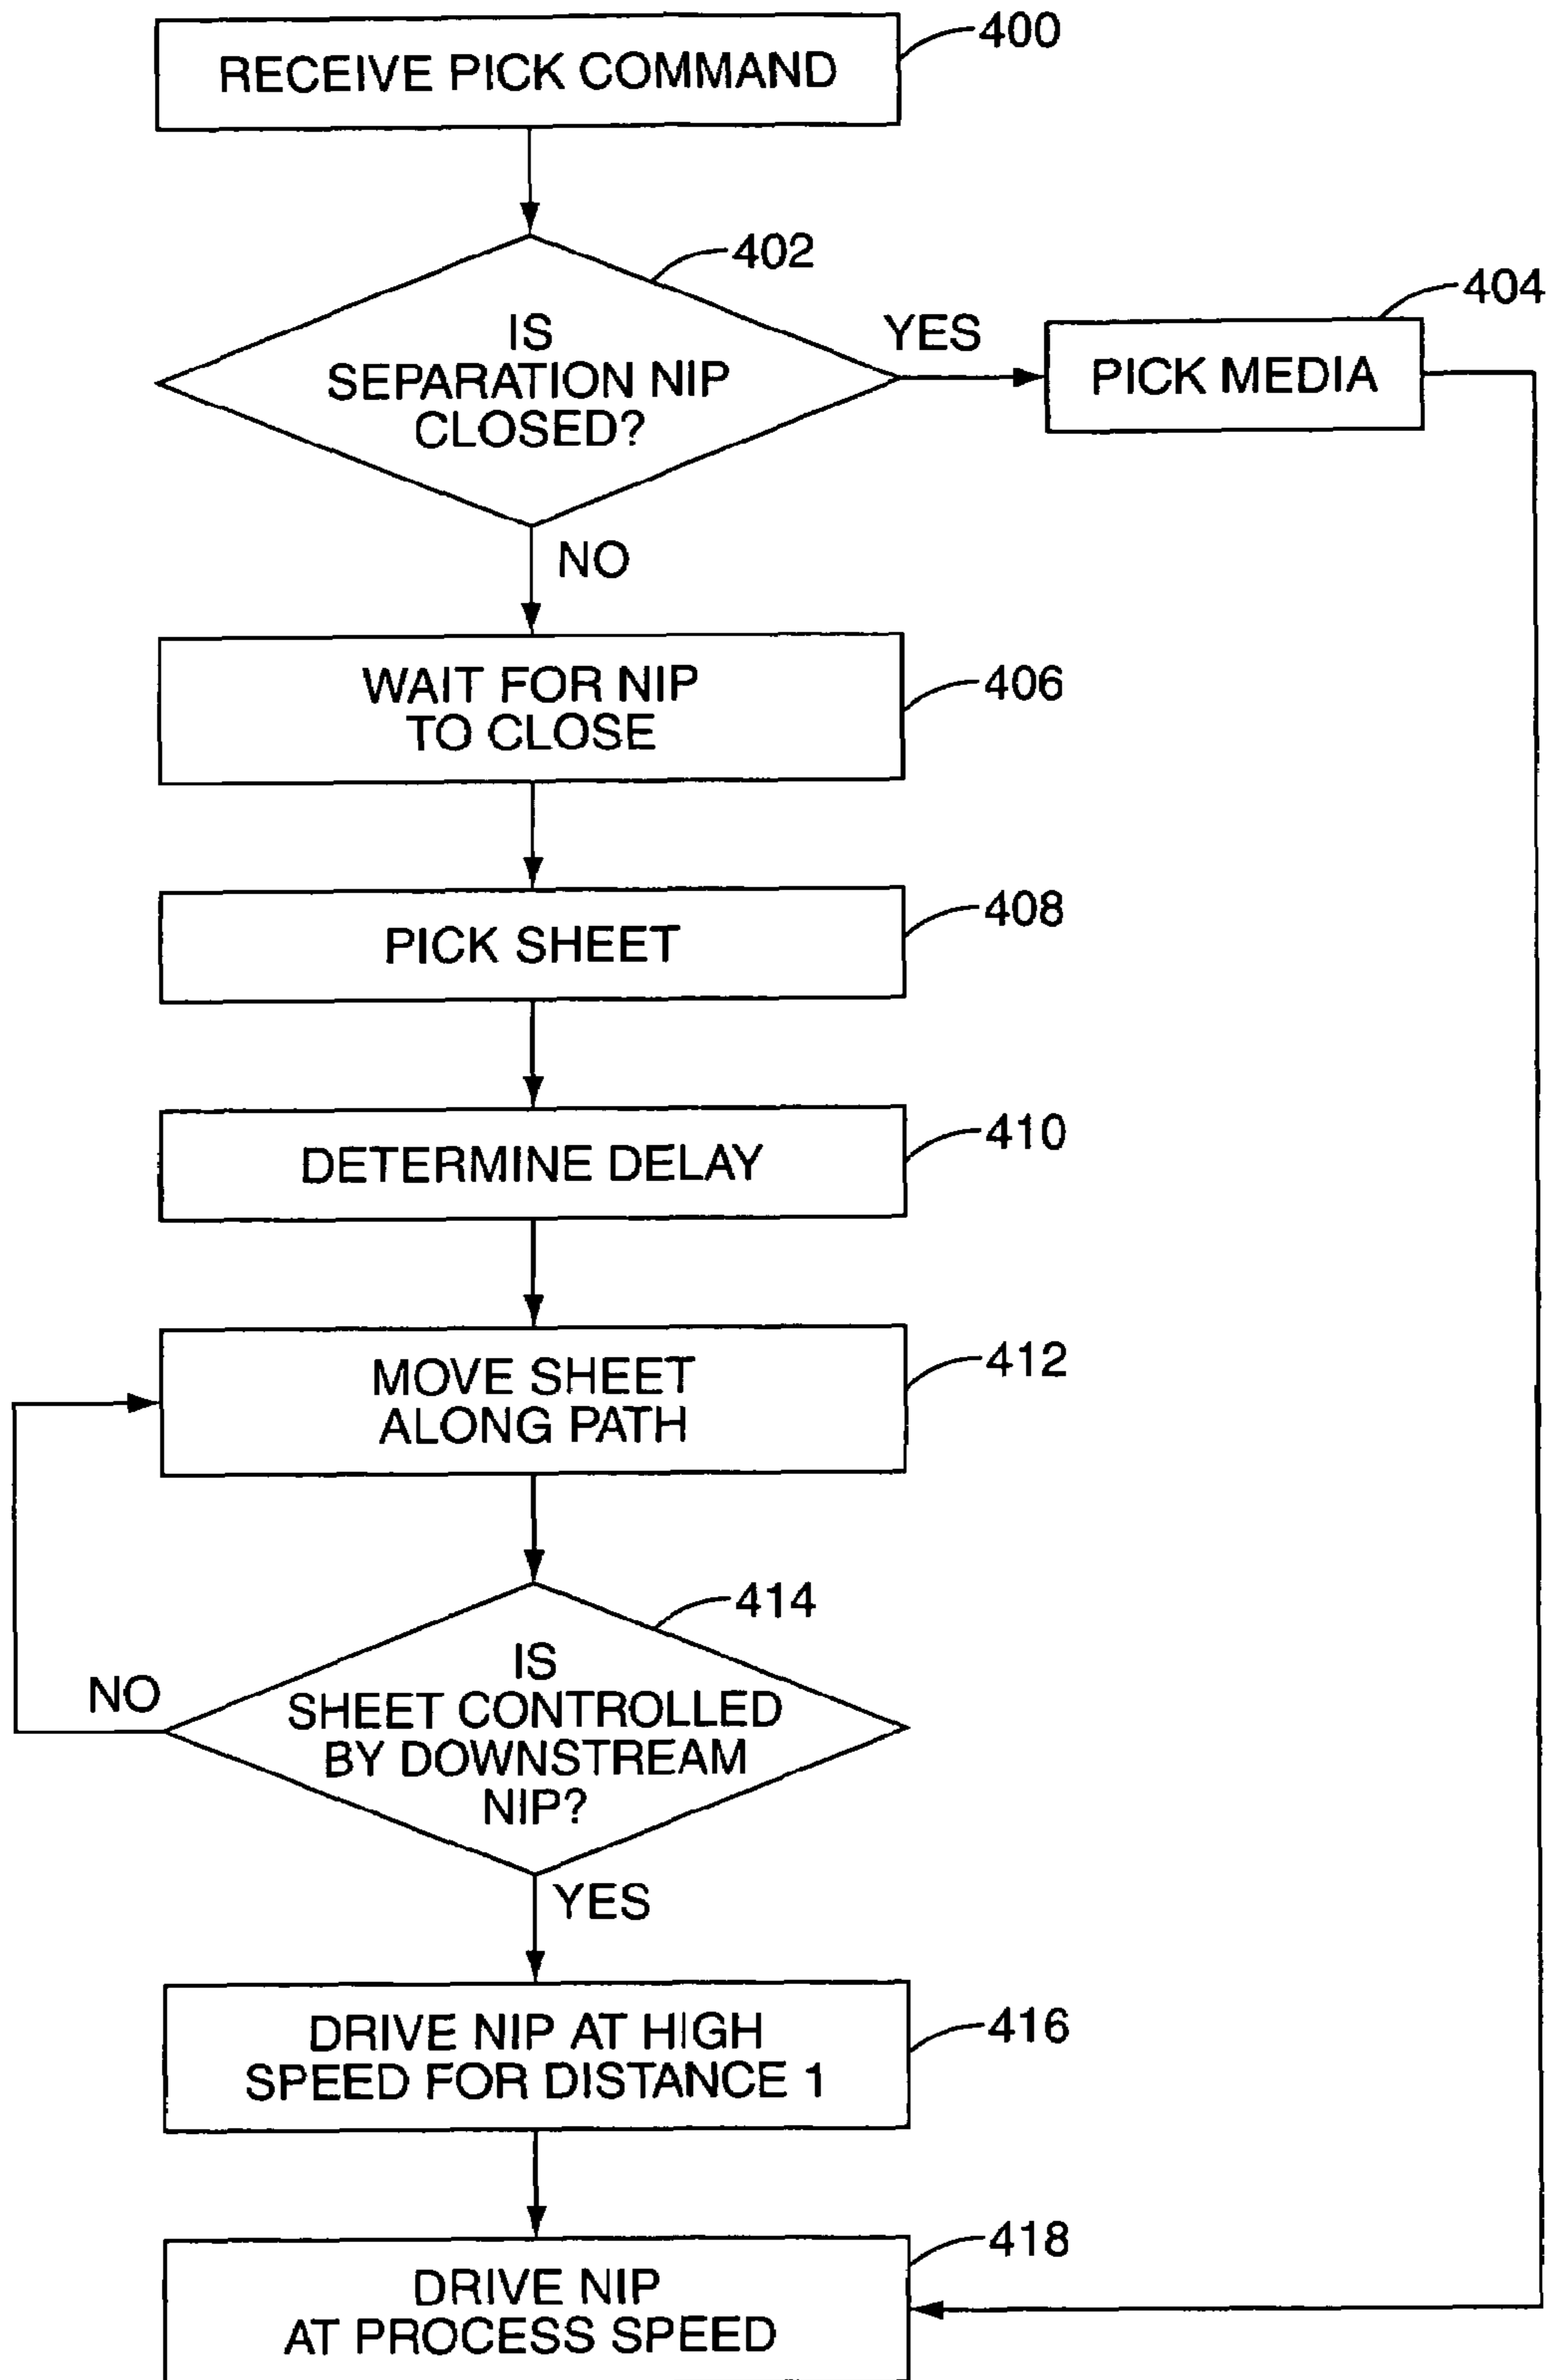 RECEIVE PICK COMMAND
400
402
IS
SEPARATION NIP
CLOSED?
YES
404
PICK MEDIA
NO
WAIT FOR NIP
TO CLOSE
406
PICK SHEET
408
DETERMINE DELAY
410
MOVE SHEET
ALONG PATH
412
414
IS
SHEET CONTROLLED
BY DOWNSTREAM
NIP?
NO
YES
DRIVE NIP AT HIGH
SPEED FOR DISTANCE 1
416
DRIVE NIP
AT PROCESS SPEED
418